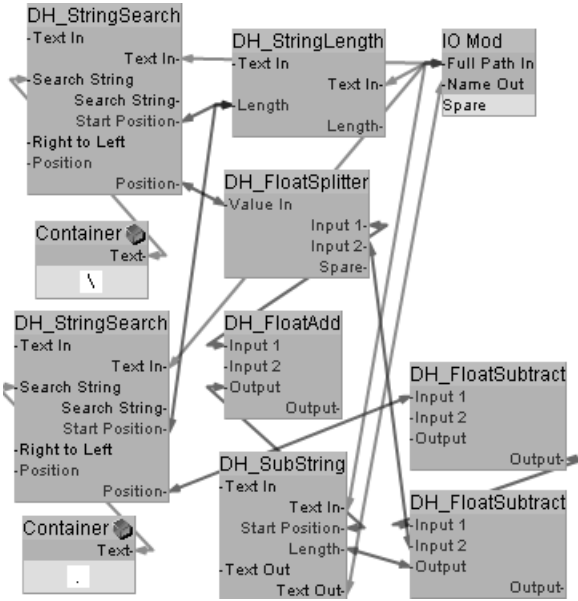 DH_StringSearch
-Text In
Text In-
-Search String
Search String-
Start Position-
-Right to Left
-Position
Position-
DH_StringLength
-Text In
Text In-
-Length
Length-
IO Mod
-Full Path In
-Name Out
Spare
DH_FloatSplitter
-Value In
Input 1-
Input 2-
Spare-
Container
Text-
\
DH_StringSearch
-Text In
Text In-
-Search String
Search String-
Start Position-
-Right to Left
-Position
Position-
DH_FloatAdd
-Input 1
-Input 2
-Output
Output-
DH_FloatSubtract
-Input 1
-Input 2
-Output
Output-
DH_SubString
-Text In
Text In-
Start Position-
Length-
-Text Out
Text Out-
DH_FloatSubtract
-Input 1
-Input 2
-Output
Output-
Container
Text-
.